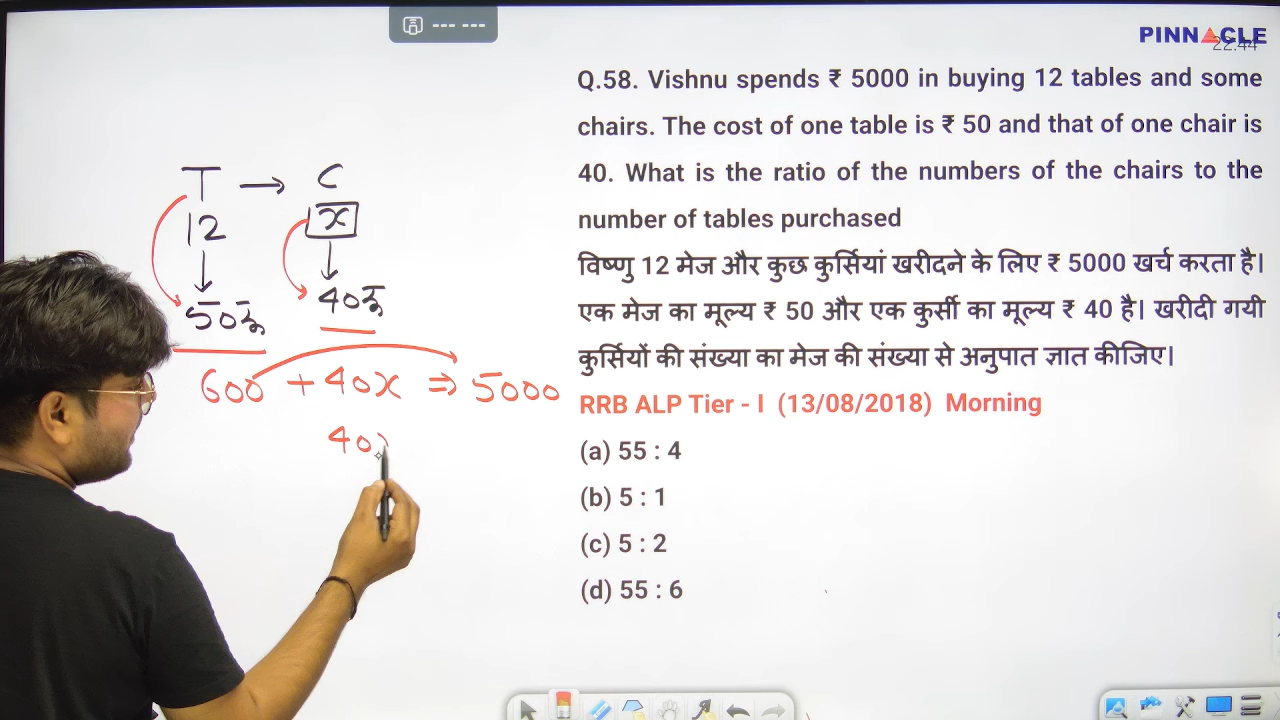 PINNACLE
22:44
Q.58. Vishnu spends ₹ 5000 in buying 12 tables and some
chairs. The cost of one table is ₹ 50 and that of one chair is
40. What is the ratio of the numbers of the chairs to the
number of tables purchased
विष्णु 12 मेज और कुछ कुर्सियां खरीदने के लिए ₹ 5000 खर्च करता है।
एक मेज का मूल्य ₹ 50 और एक कुर्सी का मूल्य ₹ 40 है। खरीदी गयी
कुर्सियों की संख्या का मेज की संख्या से अनुपात ज्ञात कीजिए।
RRB ALP Tier - I (13/08/2018) Morning
(a) 55 : 4
(b) 5 : 1
(c) 5 : 2
(d) 55 : 6
T → C
12 x
50रु 40रु
600 + 40x ⇒ 5000
40